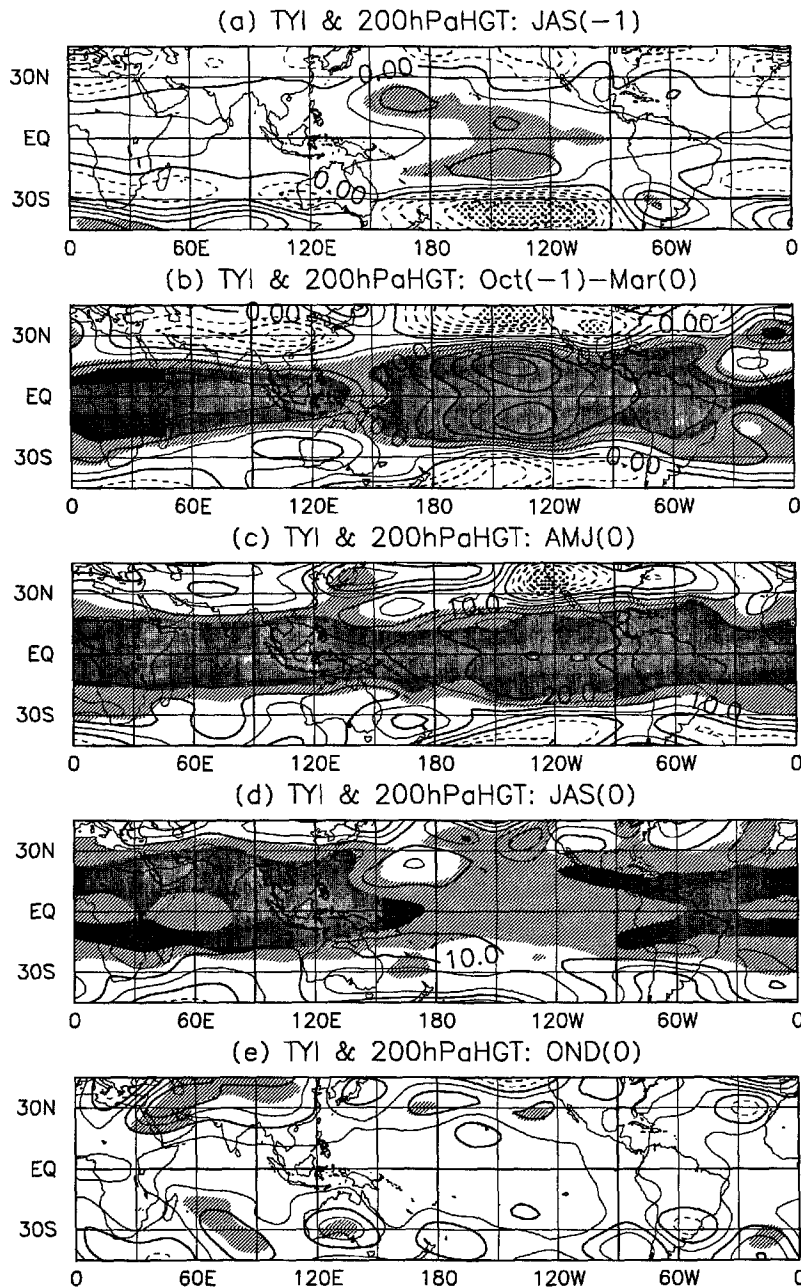 (a) TYI & 200hPaHGT: JAS(−1)
0.00
30N
EQ
0.00
30S
0 60E 120E 180 120W 60W 0
(b) TYI & 200hPaHGT: Oct(−1)−Mar(0)
0.00 0.00
30N
EQ
30S 0.00
0 60E 120E 180 120W 60W 0
(c) TYI & 200hPaHGT: AMJ(0)
30N 10.0
EQ
20.0 10.0
30S
0 60E 120E 180 120W 60W 0
(d) TYI & 200hPaHGT: JAS(0)
30N
EQ
10.0
30S
0 60E 120E 180 120W 60W 0
(e) TYI & 200hPaHGT: OND(0)
30N
EQ
30S
0 60E 120E 180 120W 60W 0